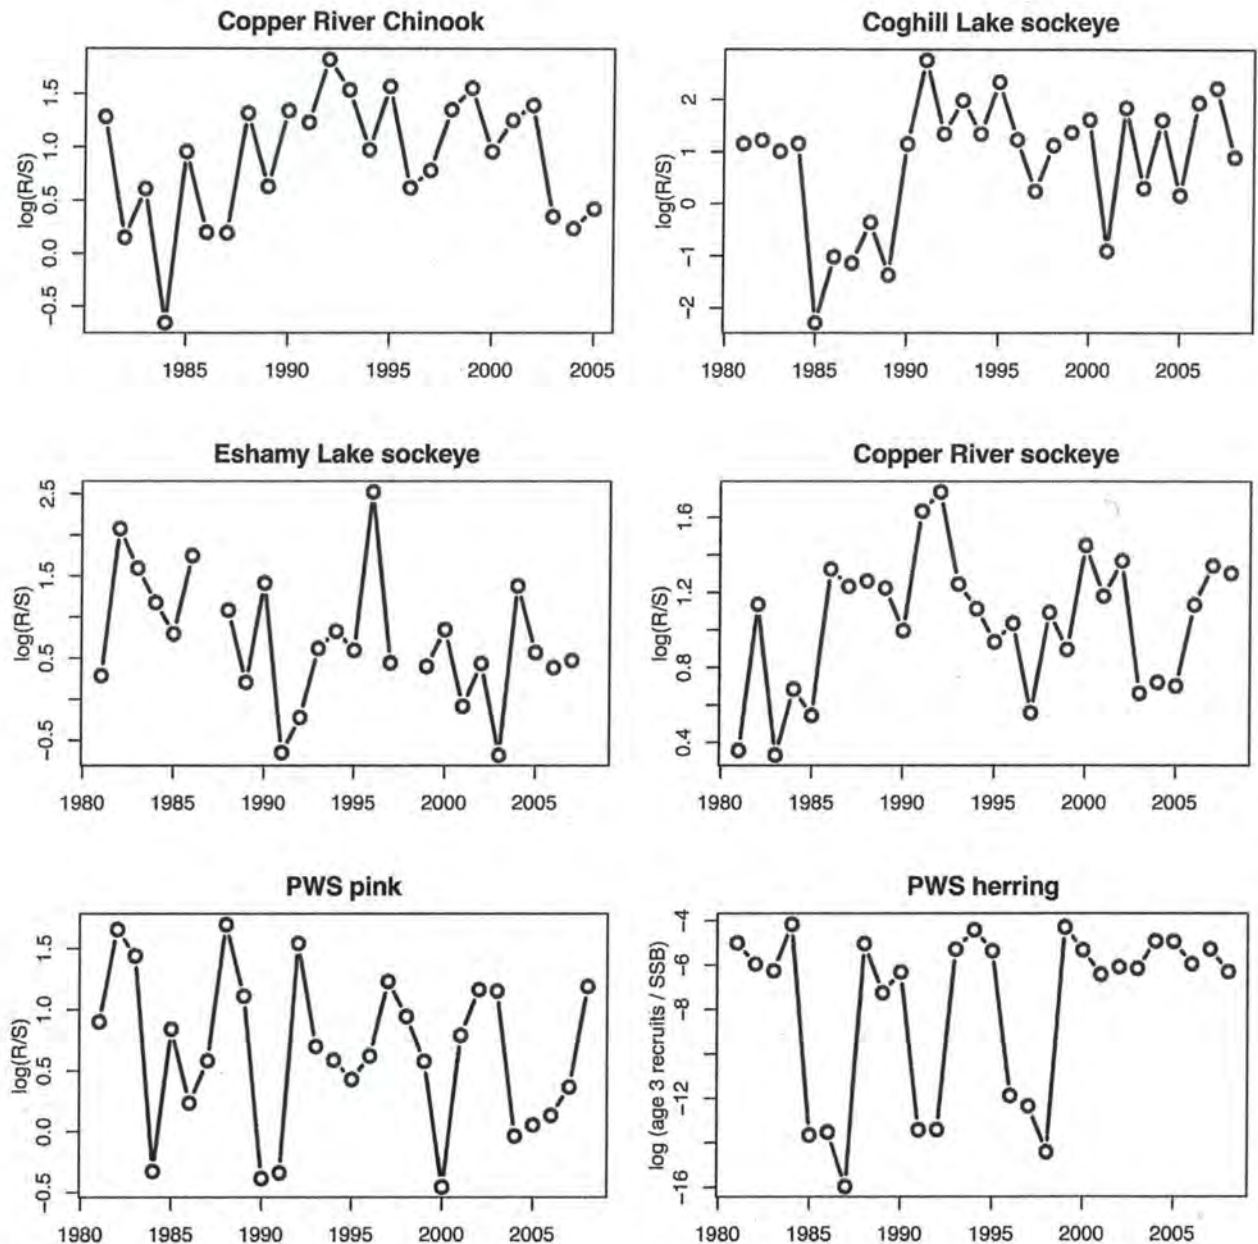 Copper River Chinook
log(R/S)
1.5
1.0
0.5
0.0
−0.5
1985 1990 1995 2000 2005
Coghill Lake sockeye
log(R/S)
2
1
0
−1
−2
1980 1985 1990 1995 2000 2005
Eshamy Lake sockeye
log(R/S)
2.5
1.5
0.5
−0.5
1980 1985 1990 1995 2000 2005
Copper River sockeye
log(R/S)
1.6
1.2
0.8
0.4
1980 1985 1990 1995 2000 2005
PWS pink
log(R/S)
1.5
1.0
0.5
0.0
−0.5
1980 1985 1990 1995 2000 2005
PWS herring
log (age 3 recruits / SSB)
−4
−6
−8
−12
−16
1980 1985 1990 1995 2000 2005